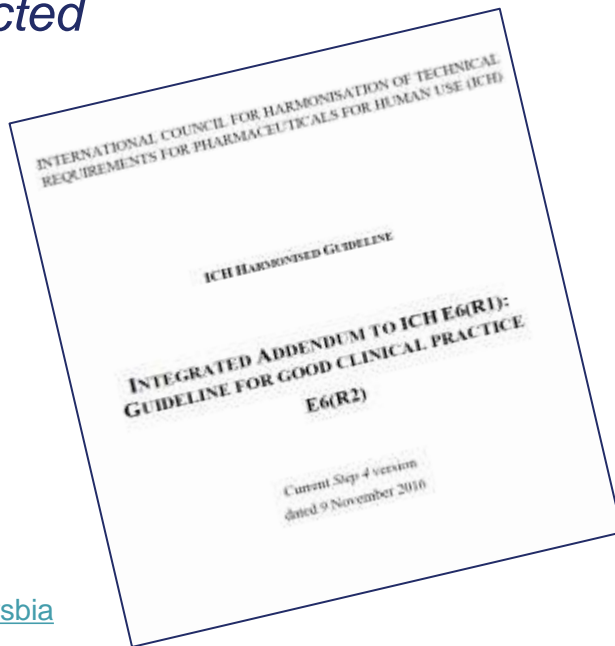 cted
INTERNATIONAL COUNCIL FOR HARMONISATION OF TECHNICAL
REQUIREMENTS FOR PHARMACEUTICALS FOR HUMAN USE (ICH)
ICH HARMONISED GUIDELINE
INTEGRATED ADDENDUM TO ICH E6(R1):
GUIDELINE FOR GOOD CLINICAL PRACTICE
E6(R2)
Current Step 4 version
dated 9 November 2016
sbia